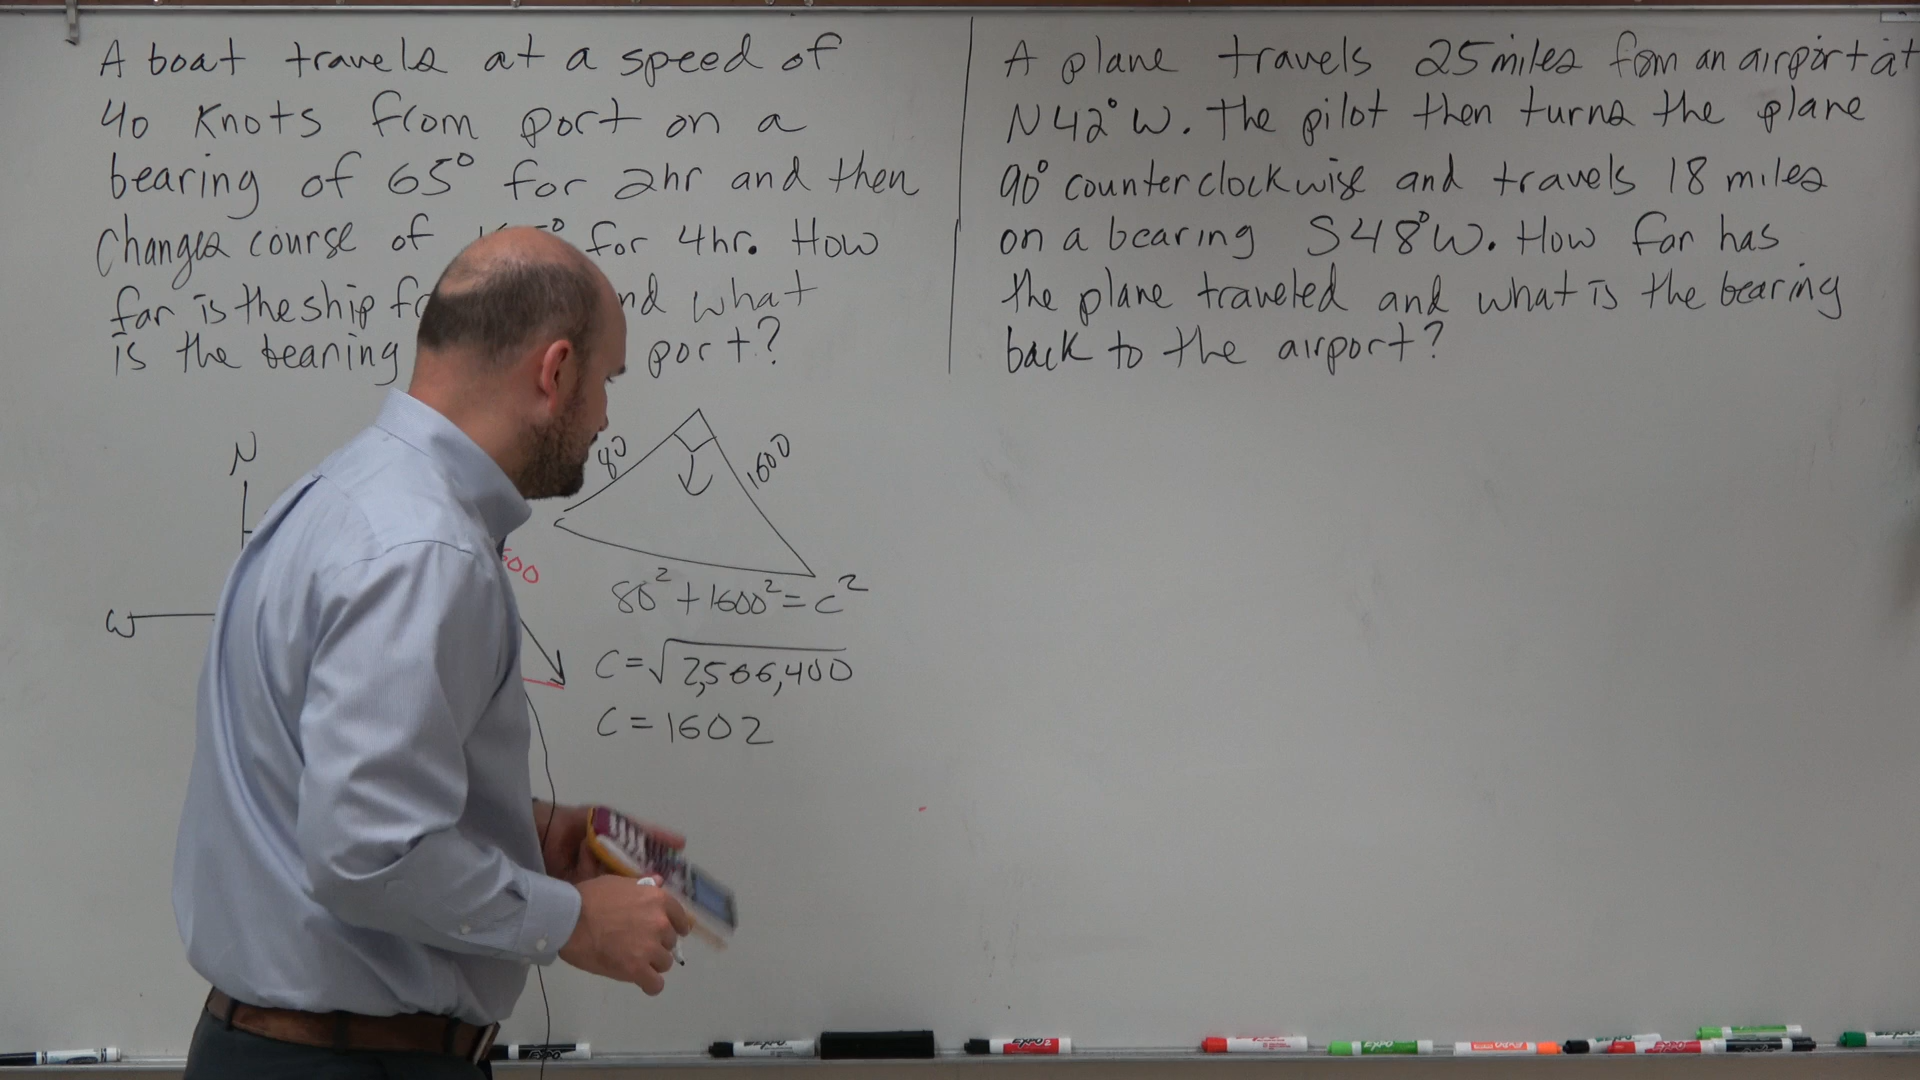 A boat travels at a speed of
40 knots from port on a
bearing of 65° for 2hr and then
changes course of for 4hr. How
far is the ship what
is the bearing port?
A plane travels 25 miles from an airport at
N42°W. The pilot then turns the plane
90° counterclockwise and travels 18 miles
on a bearing S48°W. How far has
the plane traveled and what is the bearing
back to the airport?
N
W
80
1600
80² + 1600² = c²
C = √2,566,400
C = 1602
EXPO
EXPO
EXPO